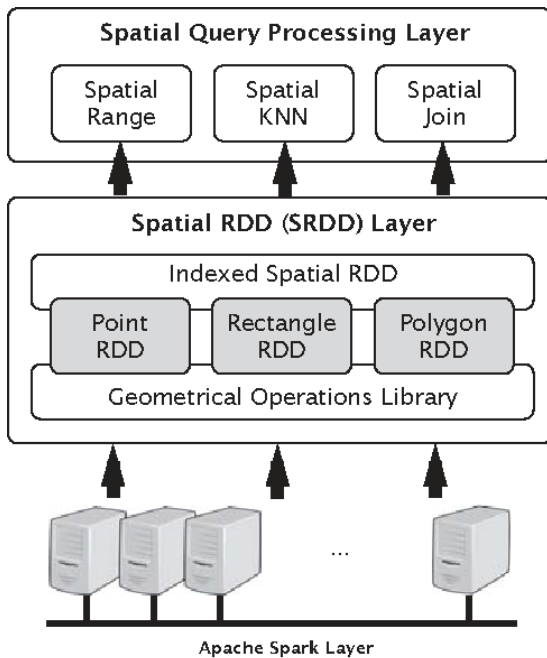 Spatial Query Processing Layer
Spatial
Range
Spatial
KNN
Spatial
Join
Spatial RDD (SRDD) Layer
Indexed Spatial RDD
Point
RDD
Rectangle
RDD
Polygon
RDD
Geometrical Operations Library
...
Apache Spark Layer